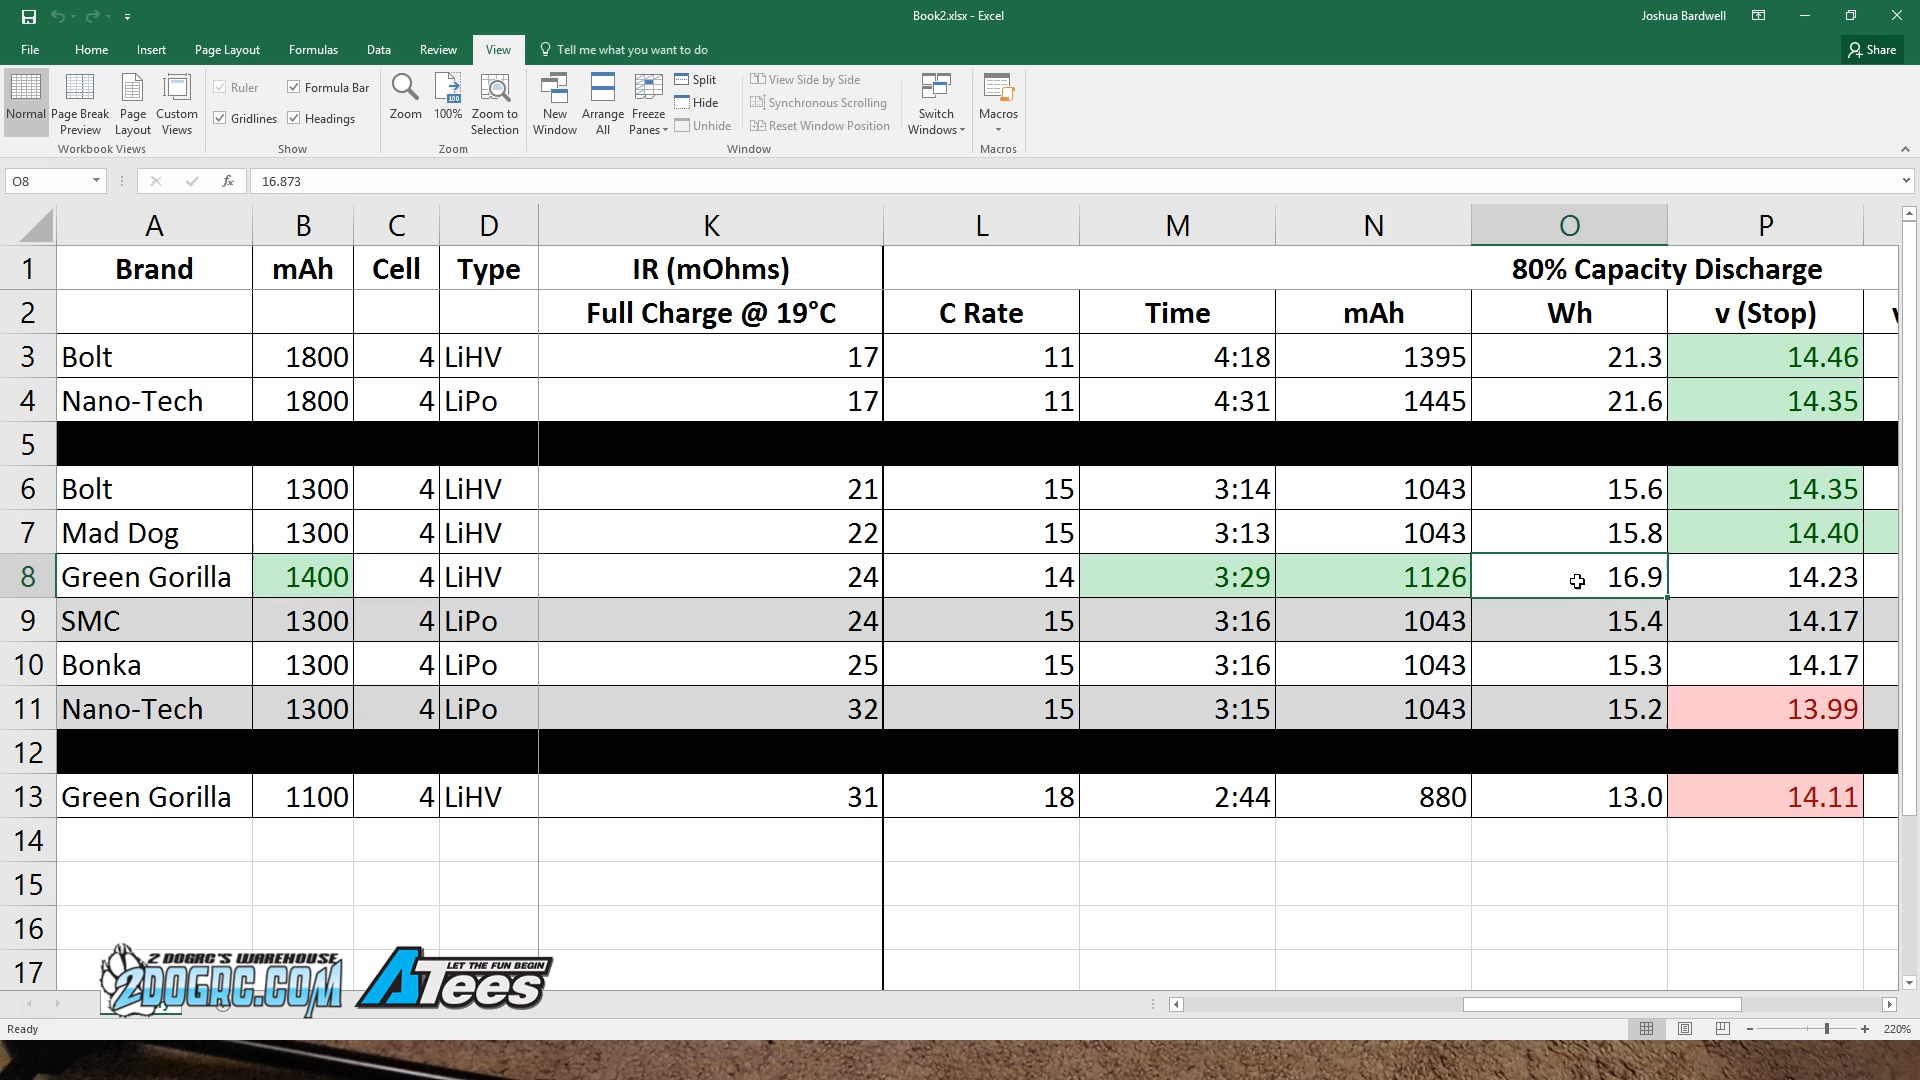 Book2.xlsx - Excel
Joshua Bardwell
File Home Insert Page Layout Formulas Data Review View Tell me what you want to do
Share
Normal Page Break Preview Page Layout Custom Views
Workbook Views
Ruler Formula Bar
Gridlines Headings
Show
Zoom 100% Zoom to Selection
Zoom
New Window Arrange All Freeze Panes
Split
Hide
Unhide
View Side by Side
Synchronous Scrolling
Reset Window Position
Window
Switch Windows
Macros
Macros
O8 fx 16.873
A B C D K L M N O P
1 Brand mAh Cell Type IR (mOhms) 80% Capacity Discharge
2 Full Charge @ 19°C C Rate Time mAh Wh v (Stop)
3 Bolt 1800 4 LiHV 17 11 4:18 1395 21.3 14.46
4 Nano-Tech 1800 4 LiPo 17 11 4:31 1445 21.6 14.35
5
6 Bolt 1300 4 LiHV 21 15 3:14 1043 15.6 14.35
7 Mad Dog 1300 4 LiHV 22 15 3:13 1043 15.8 14.40
8 Green Gorilla 1400 4 LiHV 24 14 3:29 1126 16.9 14.23
9 SMC 1300 4 LiPo 24 15 3:16 1043 15.4 14.17
10 Bonka 1300 4 LiPo 25 15 3:16 1043 15.3 14.17
11 Nano-Tech 1300 4 LiPo 32 15 3:15 1043 15.2 13.99
12
13 Green Gorilla 1100 4 LiHV 31 18 2:44 880 13.0 14.11
14
15
16
17
2 DOGRC'S WAREHOUSE
2DOGRC.COM
LET THE FUN BEGIN
ATees
Ready
220%